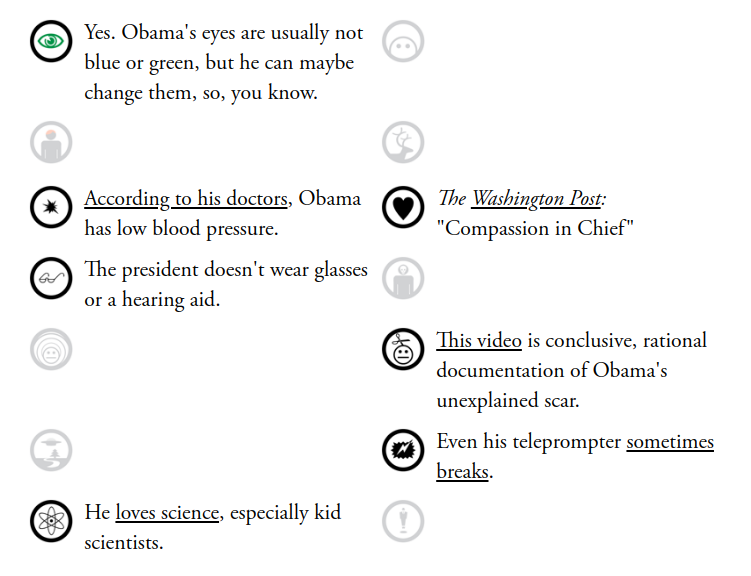 Yes. Obama's eyes are usually not
blue or green, but he can maybe
change them, so, you know.
According to his doctors, Obama
has low blood pressure.
The Washington Post:
"Compassion in Chief"
The president doesn't wear glasses
or a hearing aid.
This video is conclusive, rational
documentation of Obama's
unexplained scar.
Even his teleprompter sometimes
breaks.
He loves science, especially kid
scientists.